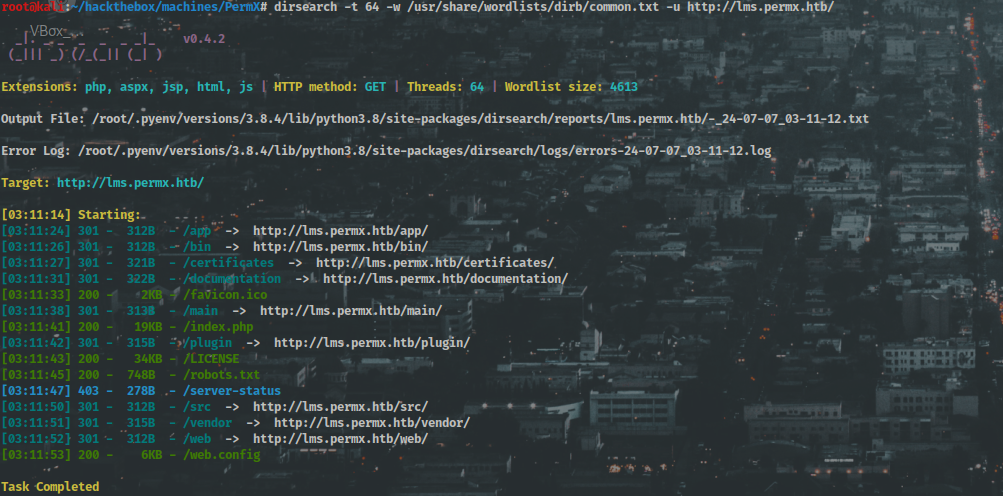 root@kali:~/hackthebox/machines/PermX# dirsearch -t 64 -w /usr/share/wordlists/dirb/common.txt -u http://lms.permx.htb/
VBox_
  _|. _ _  _  _  _ _|_    v0.4.2
 (_||| _) (/_(_|| (_| )
Extensions: php, aspx, jsp, html, js | HTTP method: GET | Threads: 64 | Wordlist size: 4613
Output File: /root/.pyenv/versions/3.8.4/lib/python3.8/site-packages/dirsearch/reports/lms.permx.htb/-_24-07-07_03-11-12.txt
Error Log: /root/.pyenv/versions/3.8.4/lib/python3.8/site-packages/dirsearch/logs/errors-24-07-07_03-11-12.log
Target: http://lms.permx.htb/
[03:11:14] Starting:
[03:11:24] 301 -  312B  - /app  ->  http://lms.permx.htb/app/
[03:11:26] 301 -  312B  - /bin  ->  http://lms.permx.htb/bin/
[03:11:27] 301 -  321B  - /certificates  ->  http://lms.permx.htb/certificates/
[03:11:31] 301 -  322B  - /documentation  ->  http://lms.permx.htb/documentation/
[03:11:33] 200 -    2KB - /favicon.ico
[03:11:38] 301 -  313B  - /main  ->  http://lms.permx.htb/main/
[03:11:41] 200 -   19KB - /index.php
[03:11:42] 301 -  315B  - /plugin  ->  http://lms.permx.htb/plugin/
[03:11:43] 200 -   34KB - /LICENSE
[03:11:45] 200 -  748B  - /robots.txt
[03:11:47] 403 -  278B  - /server-status
[03:11:50] 301 -  312B  - /src  ->  http://lms.permx.htb/src/
[03:11:51] 301 -  315B  - /vendor  ->  http://lms.permx.htb/vendor/
[03:11:52] 301 -  312B  - /web  ->  http://lms.permx.htb/web/
[03:11:53] 200 -    6KB - /web.config
Task Completed